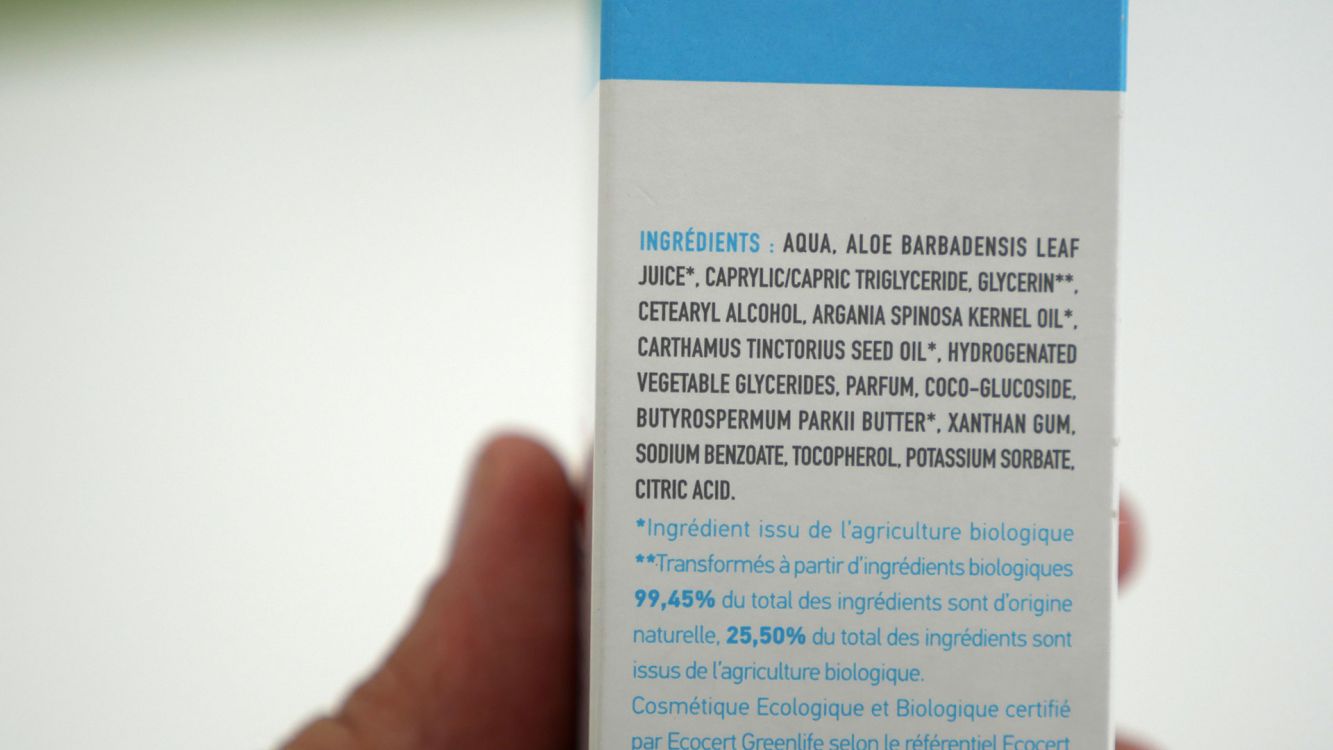 INGRÉDIENTS : AQUA, ALOE BARBADENSIS LEAF
JUICE*, CAPRYLIC/CAPRIC TRIGLYCERIDE, GLYCERIN**,
CETEARYL ALCOHOL, ARGANIA SPINOSA KERNEL OIL*,
CARTHAMUS TINCTORIUS SEED OIL*, HYDROGENATED
VEGETABLE GLYCERIDES, PARFUM, COCO-GLUCOSIDE,
BUTYROSPERMUM PARKII BUTTER*, XANTHAN GUM,
SODIUM BENZOATE, TOCOPHEROL, POTASSIUM SORBATE,
CITRIC ACID.
*Ingrédient issu de l'agriculture biologique
**Transformés à partir d'ingrédients biologiques
99,45% du total des ingrédients sont d'origine
naturelle, 25,50% du total des ingrédients sont
issus de l'agriculture biologique.
Cosmétique Ecologique et Biologique certifié
par Ecocert Greenlife selon le référentiel Ecocert